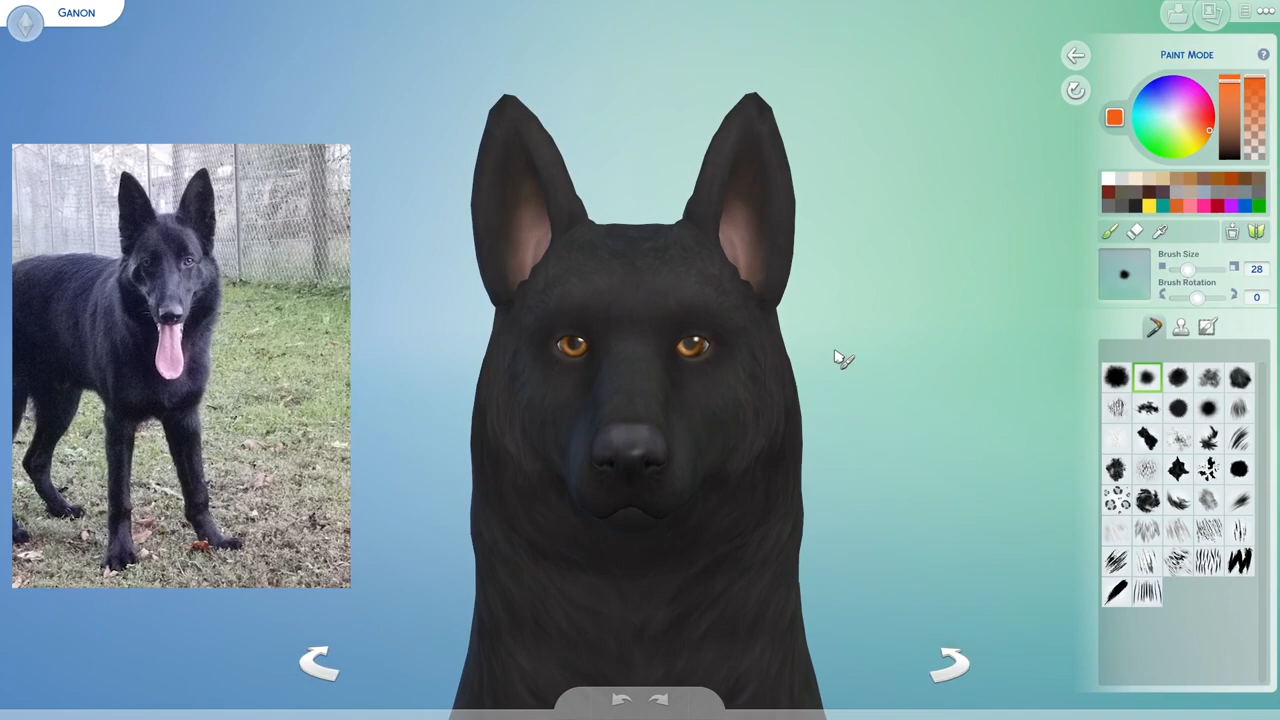 GANON
PAINT MODE
?
Brush Size
28
Brush Rotation
0